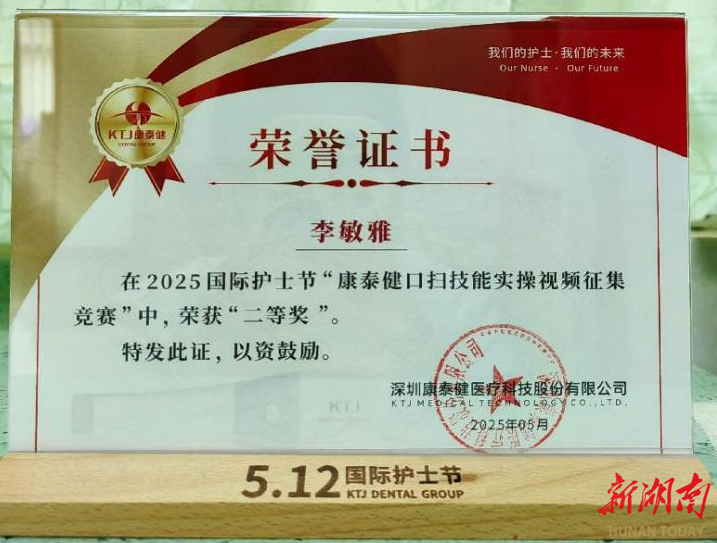 我们的护士·我们的未来
Our Nurse · Our Future
KTJ康泰健
DENTAL GROUP
荣誉证书
李敏雅
在2025国际护士节“康泰健口扫技能实操视频征集
竞赛”中，荣获“二等奖 ”。
特发此证，以资鼓励。
深圳康泰健医疗科技股份有限公司
KTJ MEDICAL TECHNOLOGY CO.,LTD.
2025年05月
5.12国际护士节
KTJ DENTAL GROUP
新湖南
HUNAN TODAY